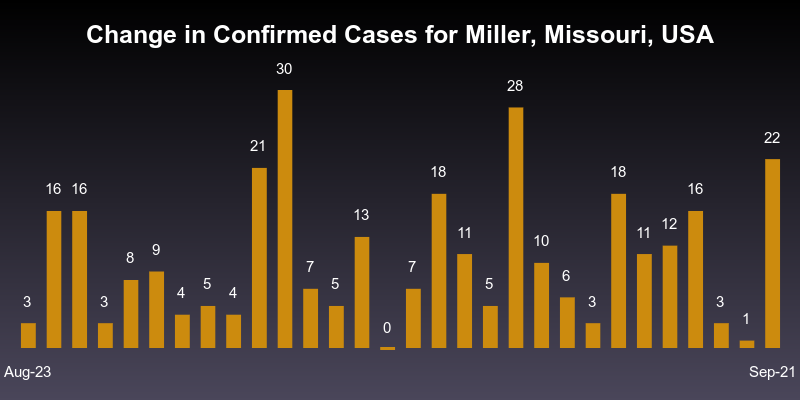 Change in Confirmed Cases for Miller, Missouri, USA
3 16 16 3 8 9 4 5 4 21 30 7 5 13 0 7 18 11 5 28 10 6 3 18 11 12 16 3 1 22
Aug-23 Sep-21